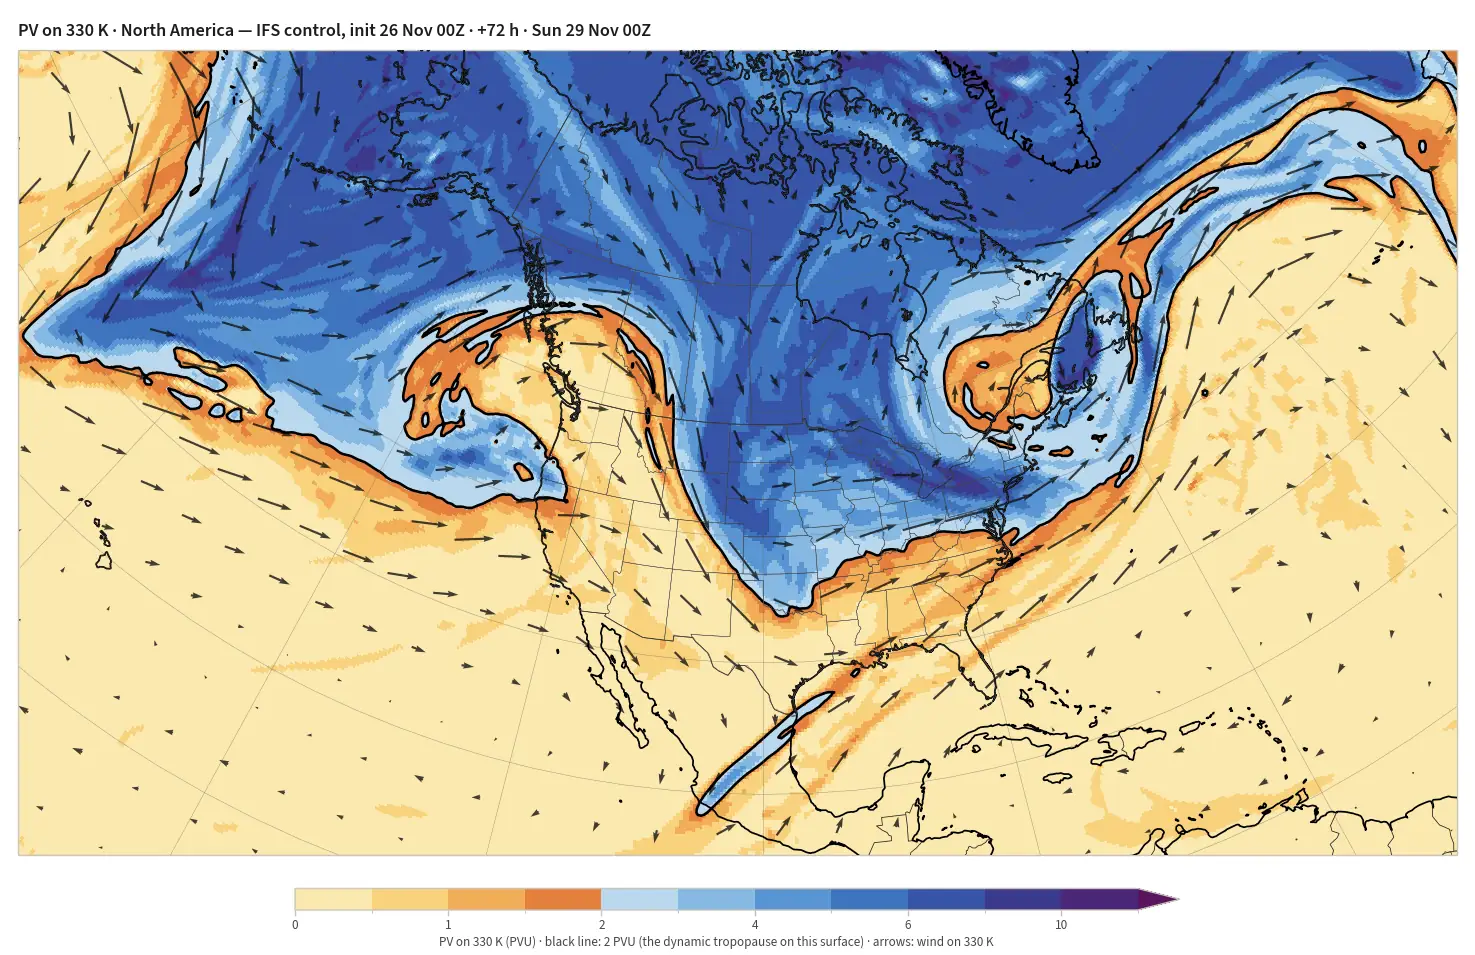 PV on 330 K · North America — IFS control, init 26 Nov 00Z · +72 h · Sun 29 Nov 00Z
0 1 2 4 6 10
PV on 330 K (PVU) · black line: 2 PVU (the dynamic tropopause on this surface) · arrows: wind on 330 K